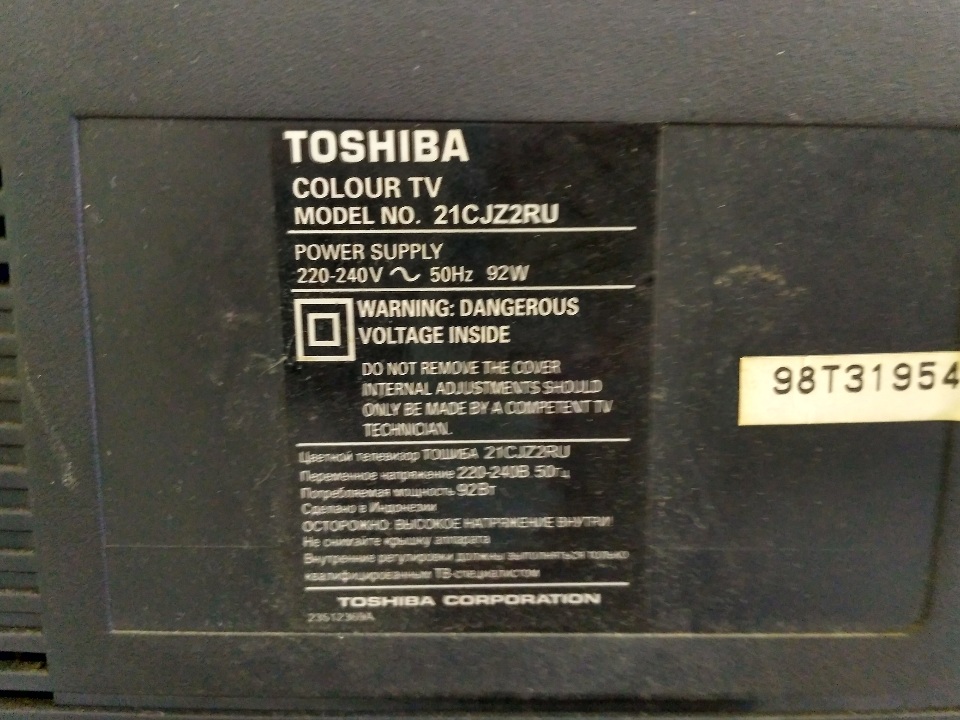 TOSHIBA
COLOUR TV
MODEL NO. 21CJZ2RU
POWER SUPPLY
220-240V ~ 50Hz 92W
WARNING: DANGEROUS
VOLTAGE INSIDE
DO NOT REMOVE THE COVER
INTERNAL ADJUSTMENTS SHOULD
ONLY BE MADE BY A COMPETENT TV
TECHNICIAN.
98T31954
Цветной телевизор ТОШИБА 21CJZ2RU
Переменное напряжение 220-240В, 50Гц
Потребляемая мощность 92Вт
Сделано в Индонезии
ОСТОРОЖНО: ВЫСОКОЕ НАПРЯЖЕНИЕ ВНУТРИ!
Не снимайте крышку аппарата
Внутренние регулировки должны выполняться только
квалифицированным ТВ-специалистом
TOSHIBA CORPORATION
23512369A